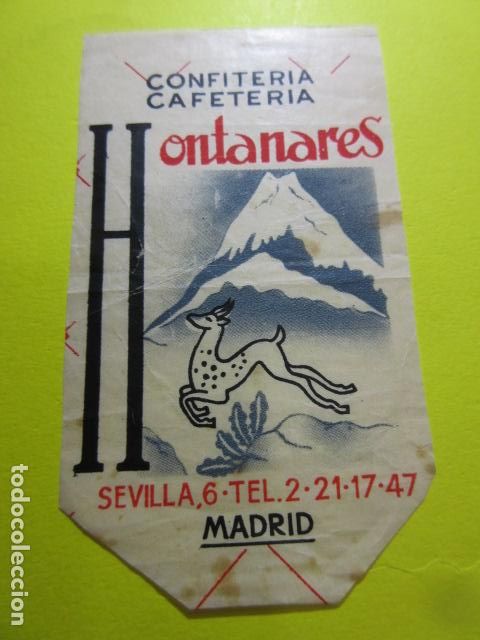 CONFITERIA
CAFETERIA
HontanareS
SEVILLA,6·TEL.2·21·17·47
MADRID
todocoleccion